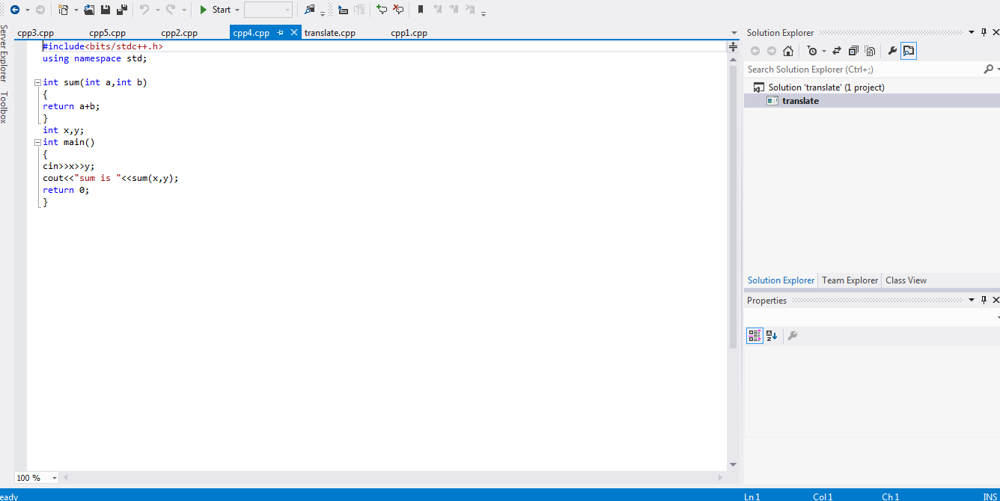 Start
Server Explorer
Toolbox
cpp3.cpp cpp5.cpp cpp2.cpp cpp4.cpp translate.cpp cpp1.cpp
#include<bits/stdc++.h>
using namespace std;
int sum(int a,int b)
{
return a+b;
}
int x,y;
int main()
{
cin>>x>>y;
cout<<"sum is "<<sum(x,y);
return 0;
}
100 %
Solution Explorer
Search Solution Explorer (Ctrl+;)
Solution 'translate' (1 project)
translate
Solution Explorer Team Explorer Class View
Properties
eady Ln 1 Col 1 Ch 1 INS